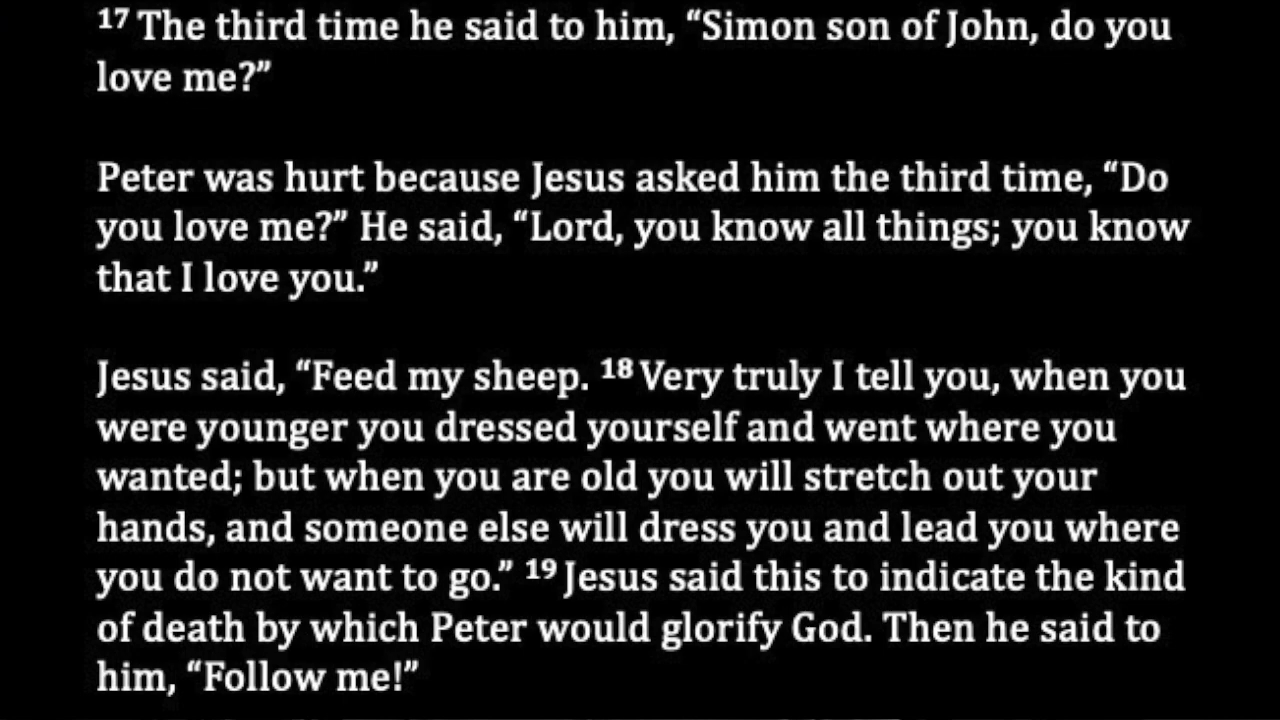 17 The third time he said to him, “Simon son of John, do you
love me?”
Peter was hurt because Jesus asked him the third time, “Do
you love me?” He said, “Lord, you know all things; you know
that I love you.”
Jesus said, “Feed my sheep. 18 Very truly I tell you, when you
were younger you dressed yourself and went where you
wanted; but when you are old you will stretch out your
hands, and someone else will dress you and lead you where
you do not want to go.” 19 Jesus said this to indicate the kind
of death by which Peter would glorify God. Then he said to
him, “Follow me!”